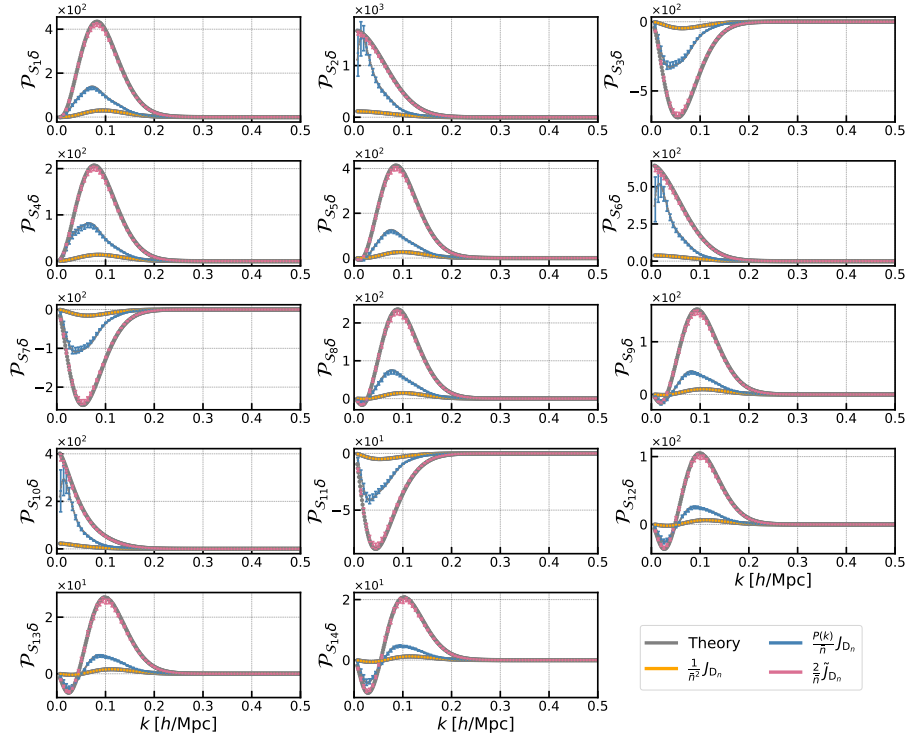 ×10²
×10³
×10²
4
2
0
P_{S₁δ}
0.0 0.1 0.2 0.3 0.4 0.5
1
0
P_{S₂δ}
0.0 0.1 0.2 0.3 0.4 0.5
0
−5
P_{S₃δ}
0.0 0.1 0.2 0.3 0.4 0.5
×10²
×10²
×10²
2
1
0
P_{S₄δ}
0.0 0.1 0.2 0.3 0.4 0.5
4
2
0
P_{S₅δ}
0.0 0.1 0.2 0.3 0.4 0.5
5.0
2.5
0.0
P_{S₆δ}
0.0 0.1 0.2 0.3 0.4 0.5
×10²
×10²
×10²
0
−1
−2
P_{S₇δ}
0.0 0.1 0.2 0.3 0.4 0.5
2
1
0
P_{S₈δ}
0.0 0.1 0.2 0.3 0.4 0.5
1
0
P_{S₉δ}
0.0 0.1 0.2 0.3 0.4 0.5
×10²
×10¹
×10²
4
2
0
P_{S₁₀δ}
0.0 0.1 0.2 0.3 0.4 0.5
0
−5
P_{S₁₁δ}
0.0 0.1 0.2 0.3 0.4 0.5
1
0
P_{S₁₂δ}
0.0 0.1 0.2 0.3 0.4 0.5
k [h/Mpc]
×10¹
×10¹
2
0
P_{S₁₃δ}
0.0 0.1 0.2 0.3 0.4 0.5
k [h/Mpc]
2
1
0
P_{S₁₄δ}
0.0 0.1 0.2 0.3 0.4 0.5
k [h/Mpc]
Theory
1/n̄² J_{Dₙ}
P(k)/n̄ J_{Dₙ}
2/n̄ J̃_{Dₙ}